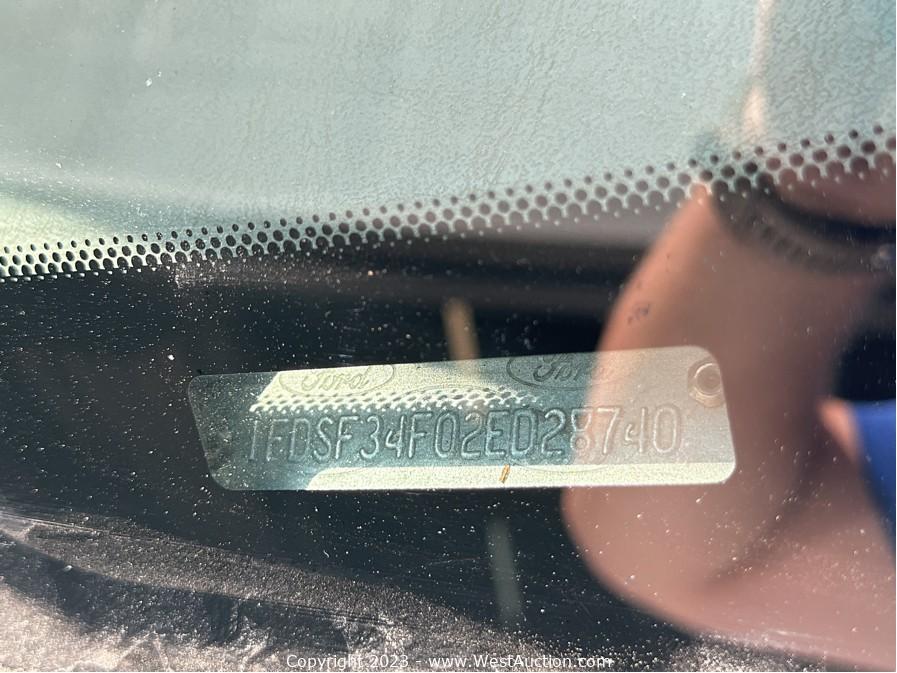 Ford Ford
1FDSF34F02ED28740
Copyright 2023 - www.WestAuction.com